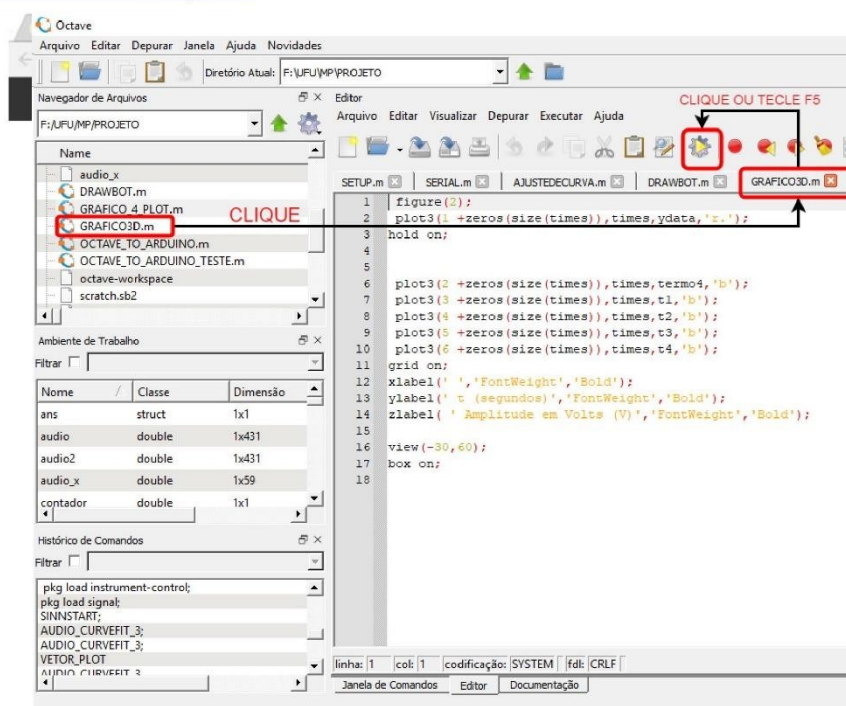 Octave
Arquivo Editar Depurar Janela Ajuda Novidades
Diretório Atual: F:\UFU\MP\PROJETO
Navegador de Arquivos
F:/UFU/MP/PROJETO
Name
audio_x
DRAWBOT.m
GRAFICO_4_PLOT.m
GRAFICO3D.m
CLIQUE
OCTAVE_TO_ARDUINO.m
OCTAVE_TO_ARDUINO_TESTE.m
octave-workspace
scratch.sb2
Ambiente de Trabalho
Filtrar
Nome / Classe Dimensão
ans struct 1x1
audio double 1x431
audio2 double 1x431
audio_x double 1x59
contador double 1x1
Histórico de Comandos
Filtrar
pkg load instrument-control;
pkg load signal;
SINNSTART;
AUDIO_CURVEFIT_3;
AUDIO_CURVEFIT_3;
VETOR_PLOT
AUDIO_CURVEFIT_3
Editor
CLIQUE OU TECLE F5
Arquivo Editar Visualizar Depurar Executar Ajuda
SETUP.m SERIAL.m AJUSTEDECURVA.m DRAWBOT.m GRAFICO3D.m
1 figure(2);
2 plot3(1 +zeros(size(times)),times,ydata,'r.');
3 hold on;
4
5
6 plot3(2 +zeros(size(times)),times,termo4,'b');
7 plot3(3 +zeros(size(times)),times,t1,'b');
8 plot3(4 +zeros(size(times)),times,t2,'b');
9 plot3(5 +zeros(size(times)),times,t3,'b');
10 plot3(6 +zeros(size(times)),times,t4,'b');
11 grid on;
12 xlabel(' ','FontWeight','Bold');
13 ylabel(' t (segundos)','FontWeight','Bold');
14 zlabel( ' Amplitude em Volts (V)','FontWeight','Bold');
15
16 view(-30,60);
17 box on;
18
linha: 1 col: 1 codificação: SYSTEM fdl: CRLF
Janela de Comandos Editor Documentação